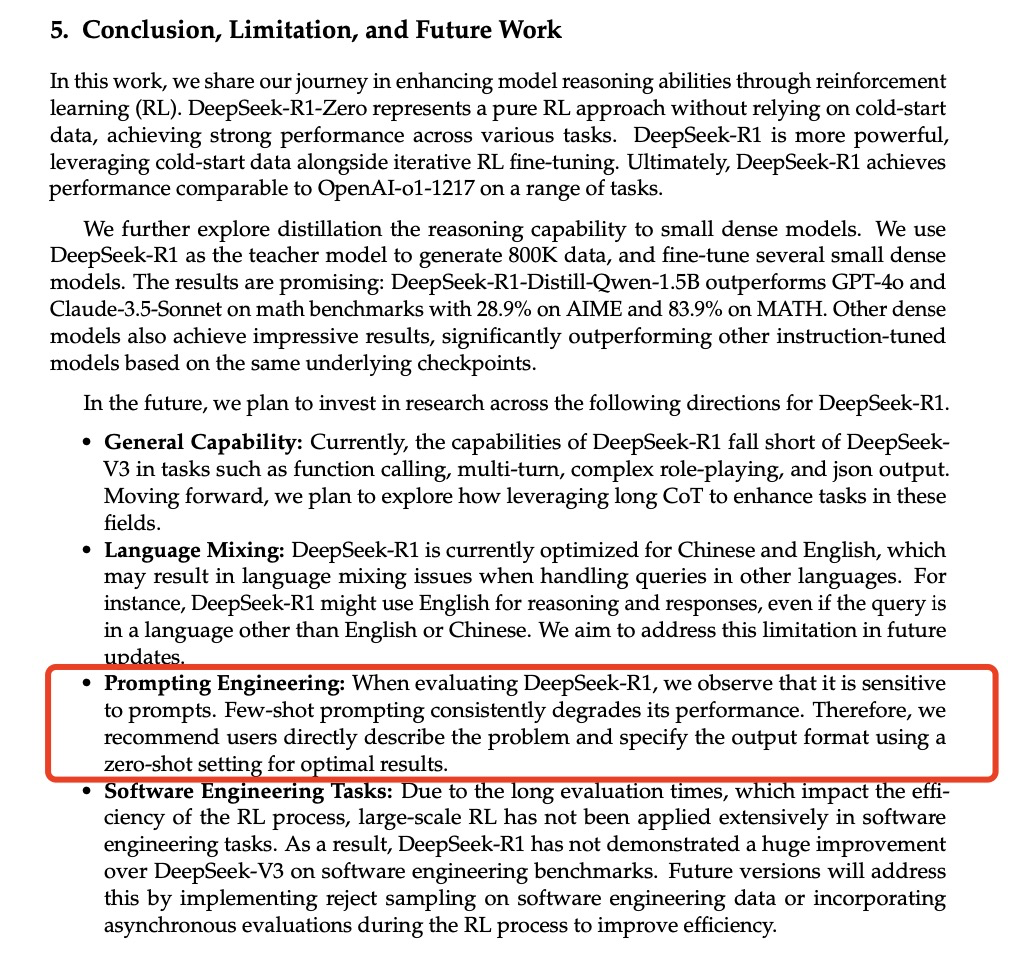 5. Conclusion, Limitation, and Future Work
In this work, we share our journey in enhancing model reasoning abilities through reinforcement
learning (RL). DeepSeek-R1-Zero represents a pure RL approach without relying on cold-start
data, achieving strong performance across various tasks. DeepSeek-R1 is more powerful,
leveraging cold-start data alongside iterative RL fine-tuning. Ultimately, DeepSeek-R1 achieves
performance comparable to OpenAI-o1-1217 on a range of tasks.
We further explore distillation the reasoning capability to small dense models. We use
DeepSeek-R1 as the teacher model to generate 800K data, and fine-tune several small dense
models. The results are promising: DeepSeek-R1-Distill-Qwen-1.5B outperforms GPT-4o and
Claude-3.5-Sonnet on math benchmarks with 28.9% on AIME and 83.9% on MATH. Other dense
models also achieve impressive results, significantly outperforming other instruction-tuned
models based on the same underlying checkpoints.
In the future, we plan to invest in research across the following directions for DeepSeek-R1.
• General Capability: Currently, the capabilities of DeepSeek-R1 fall short of DeepSeek-
V3 in tasks such as function calling, multi-turn, complex role-playing, and json output.
Moving forward, we plan to explore how leveraging long CoT to enhance tasks in these
fields.
• Language Mixing: DeepSeek-R1 is currently optimized for Chinese and English, which
may result in language mixing issues when handling queries in other languages. For
instance, DeepSeek-R1 might use English for reasoning and responses, even if the query is
in a language other than English or Chinese. We aim to address this limitation in future
updates.
• Prompting Engineering: When evaluating DeepSeek-R1, we observe that it is sensitive
to prompts. Few-shot prompting consistently degrades its performance. Therefore, we
recommend users directly describe the problem and specify the output format using a
zero-shot setting for optimal results.
• Software Engineering Tasks: Due to the long evaluation times, which impact the effi-
ciency of the RL process, large-scale RL has not been applied extensively in software
engineering tasks. As a result, DeepSeek-R1 has not demonstrated a huge improvement
over DeepSeek-V3 on software engineering benchmarks. Future versions will address
this by implementing reject sampling on software engineering data or incorporating
asynchronous evaluations during the RL process to improve efficiency.